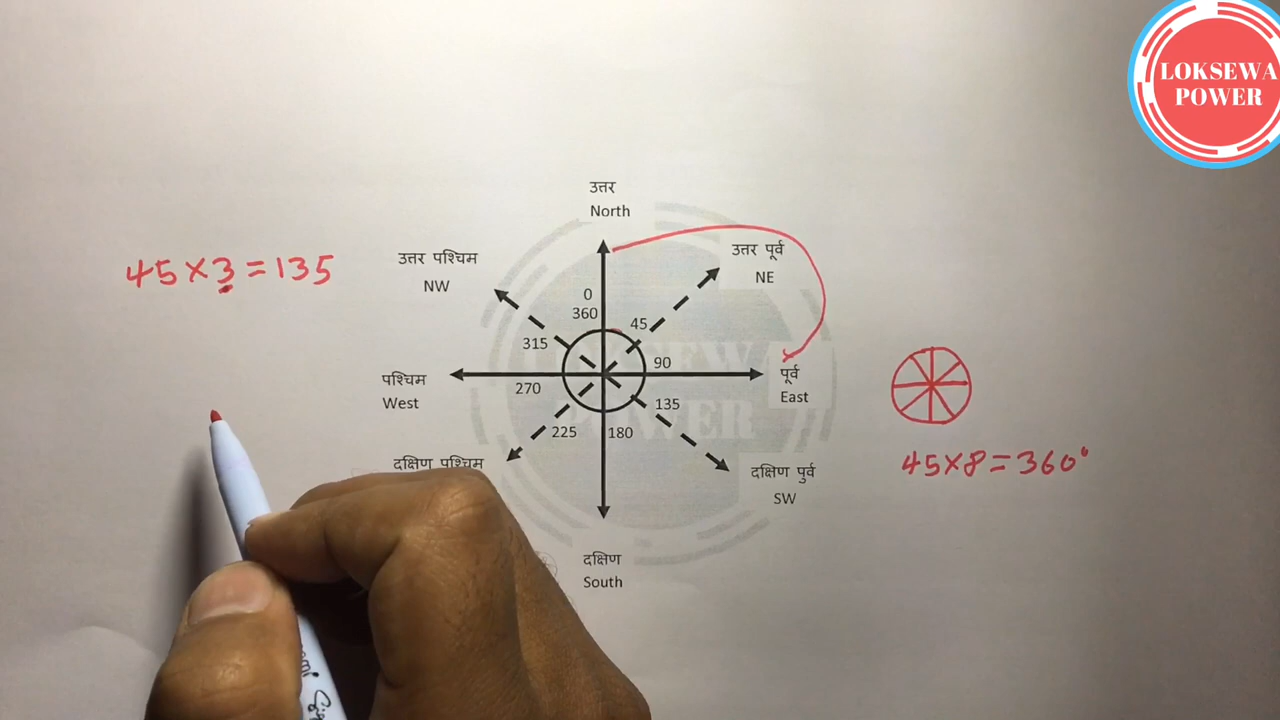 LOKSEWA
POWER
उत्तर
North
45×3=135
उत्तर पश्चिम
NW
उत्तर पूर्व
NE
0
360
45
315
90
पश्चिम
West
270
पूर्व
East
135
225
180
दक्षिण पश्चिम
दक्षिण पुर्व
SW
45×8=360°
दक्षिण
South